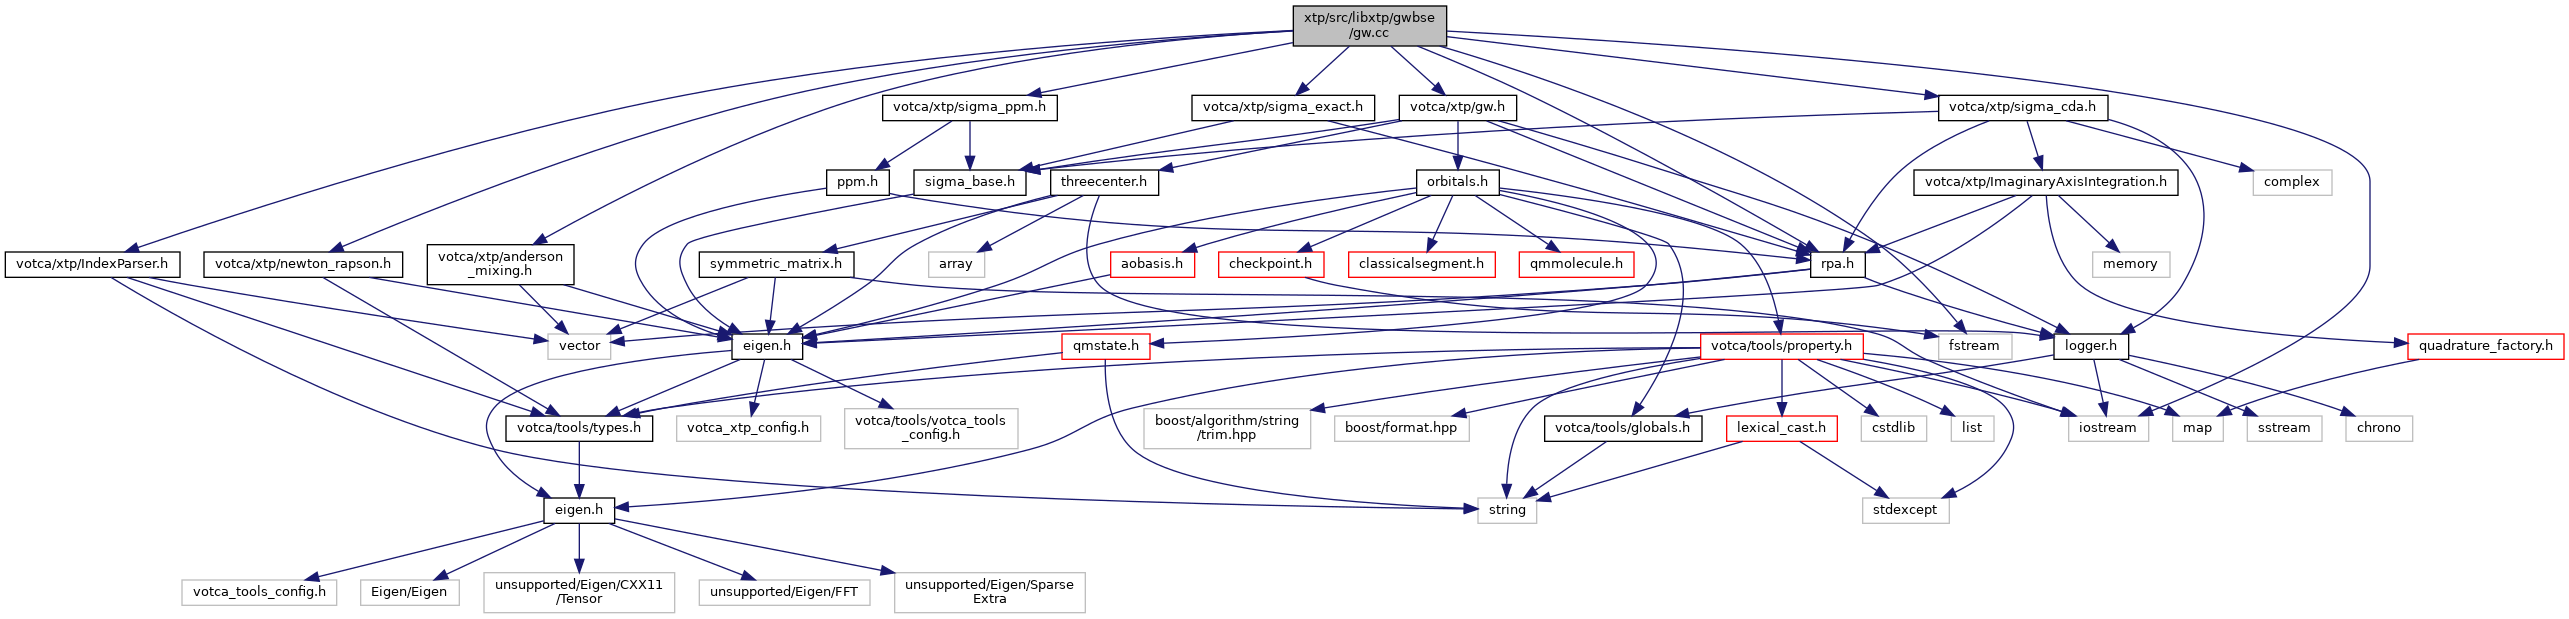 xtp/src/libxtp/gwbse
/gw.cc
votca/xtp/sigma_ppm.h
votca/xtp/sigma_exact.h
votca/xtp/gw.h
votca/xtp/sigma_cda.h
ppm.h
sigma_base.h
threecenter.h
orbitals.h
votca/xtp/ImaginaryAxisIntegration.h
complex
votca/xtp/IndexParser.h
votca/xtp/newton_rapson.h
votca/xtp/anderson
_mixing.h
symmetric_matrix.h
array
aobasis.h
checkpoint.h
classicalsegment.h
qmmolecule.h
rpa.h
memory
vector
eigen.h
qmstate.h
votca/tools/property.h
fstream
logger.h
quadrature_factory.h
votca/tools/types.h
votca_xtp_config.h
votca/tools/votca_tools
_config.h
boost/algorithm/string
/trim.hpp
boost/format.hpp
votca/tools/globals.h
lexical_cast.h
cstdlib
list
iostream
map
sstream
chrono
eigen.h
string
stdexcept
votca_tools_config.h
Eigen/Eigen
unsupported/Eigen/CXX11
/Tensor
unsupported/Eigen/FFT
unsupported/Eigen/Sparse
Extra